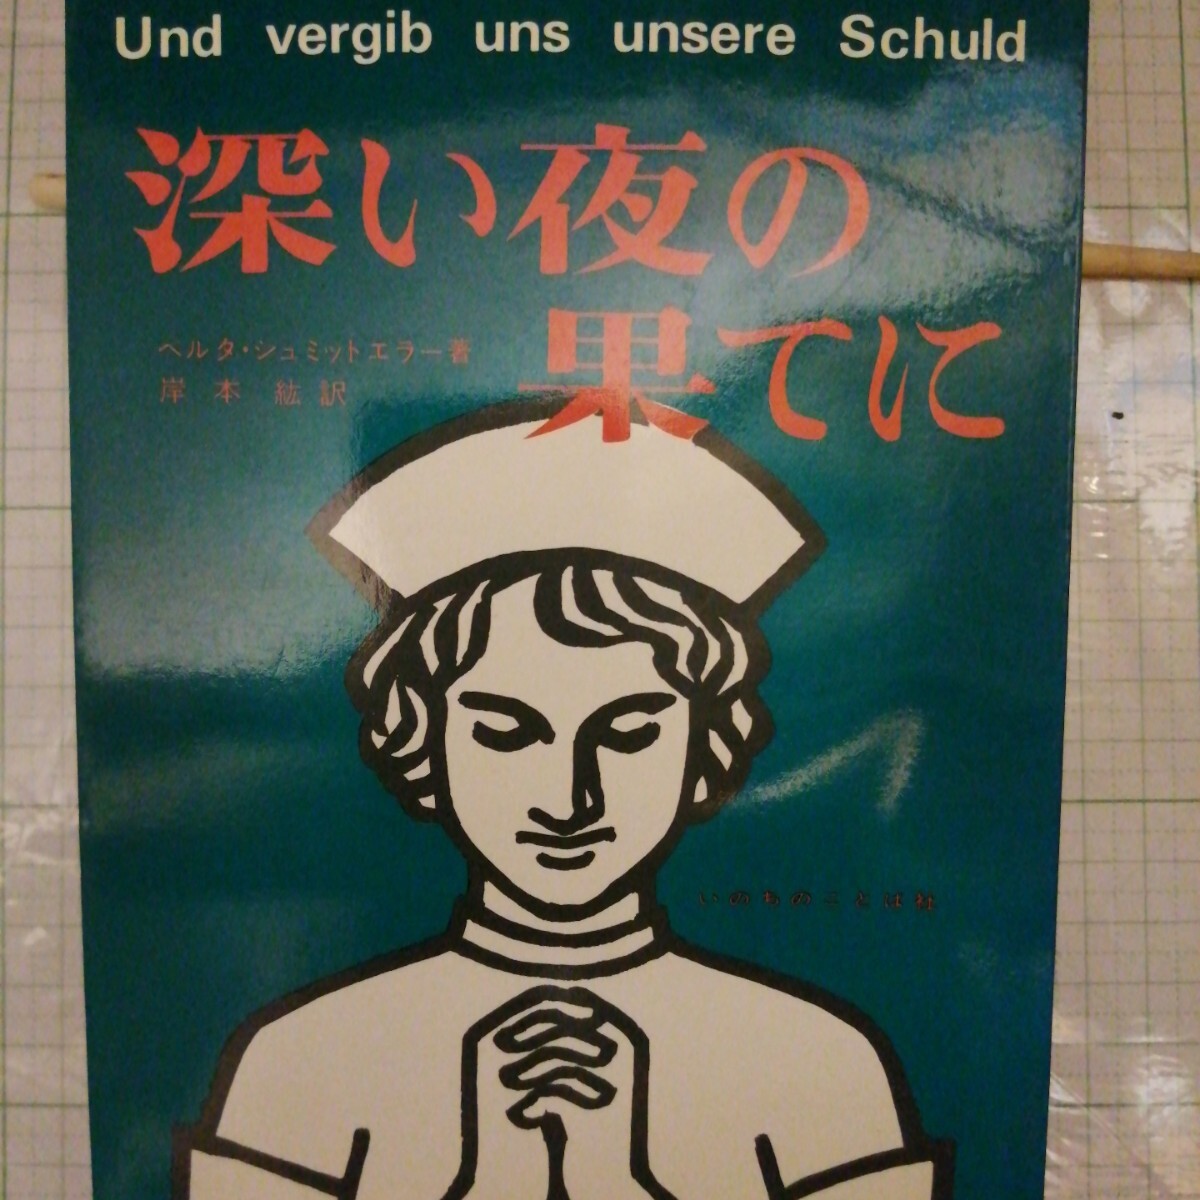 Und vergib uns unsere Schuld
深い夜の
果てに
ベルタ・シュミットエラー著
岸本 紘訳
いのちのことば社